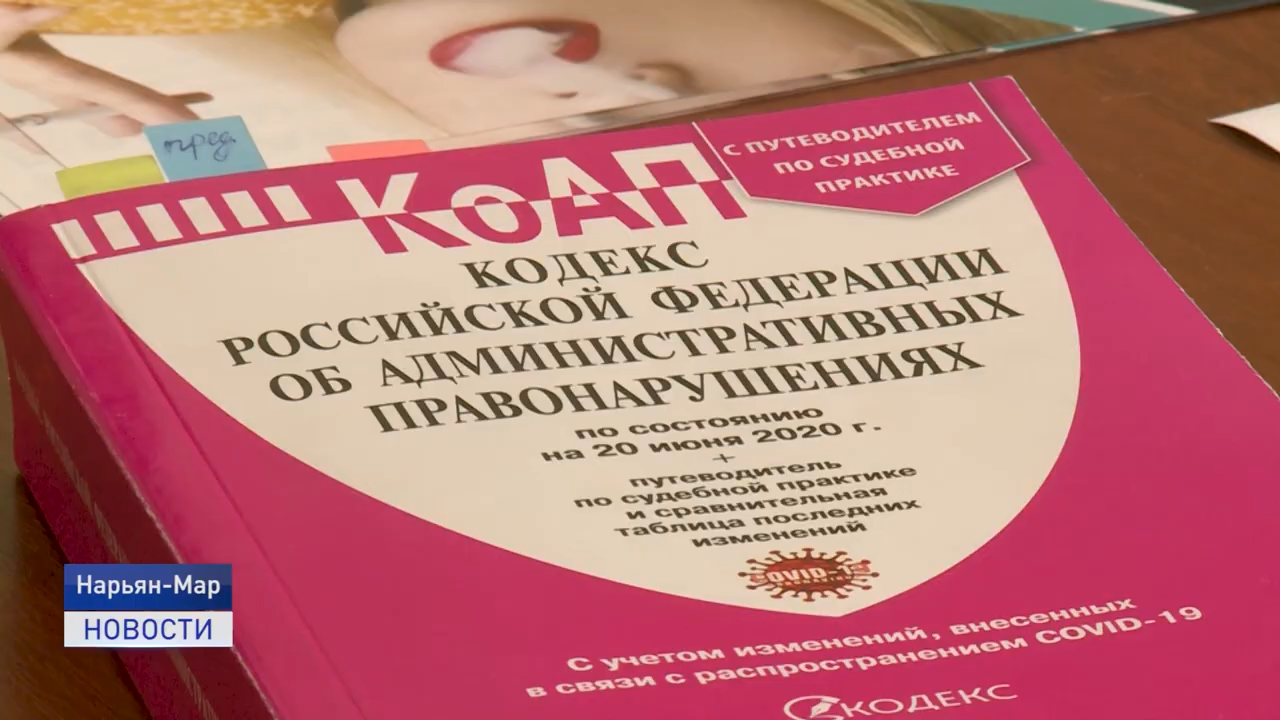 пред.
КоАП
С ПУТЕВОДИТЕЛЕМ
ПО СУДЕБНОЙ
ПРАКТИКЕ
КОДЕКС
РОССИЙСКОЙ ФЕДЕРАЦИИ
ОБ АДМИНИСТРАТИВНЫХ
ПРАВОНАРУШЕНИЯХ
по состоянию
на 20 июня 2020 г.
+
путеводитель
по судебной практике
и сравнительная
таблица последних
изменений
COVID-19
С учетом изменений, внесенных
в связи с распространением COVID-19
КОДЕКС
Нарьян-Мар
НОВОСТИ